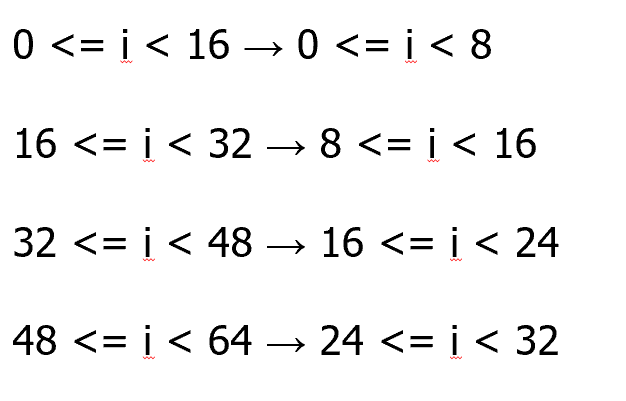 0 <= i < 16 → 0 <= i < 8
16 <= i < 32 → 8 <= i < 16
32 <= i < 48 → 16 <= i < 24
48 <= i < 64 → 24 <= i < 32